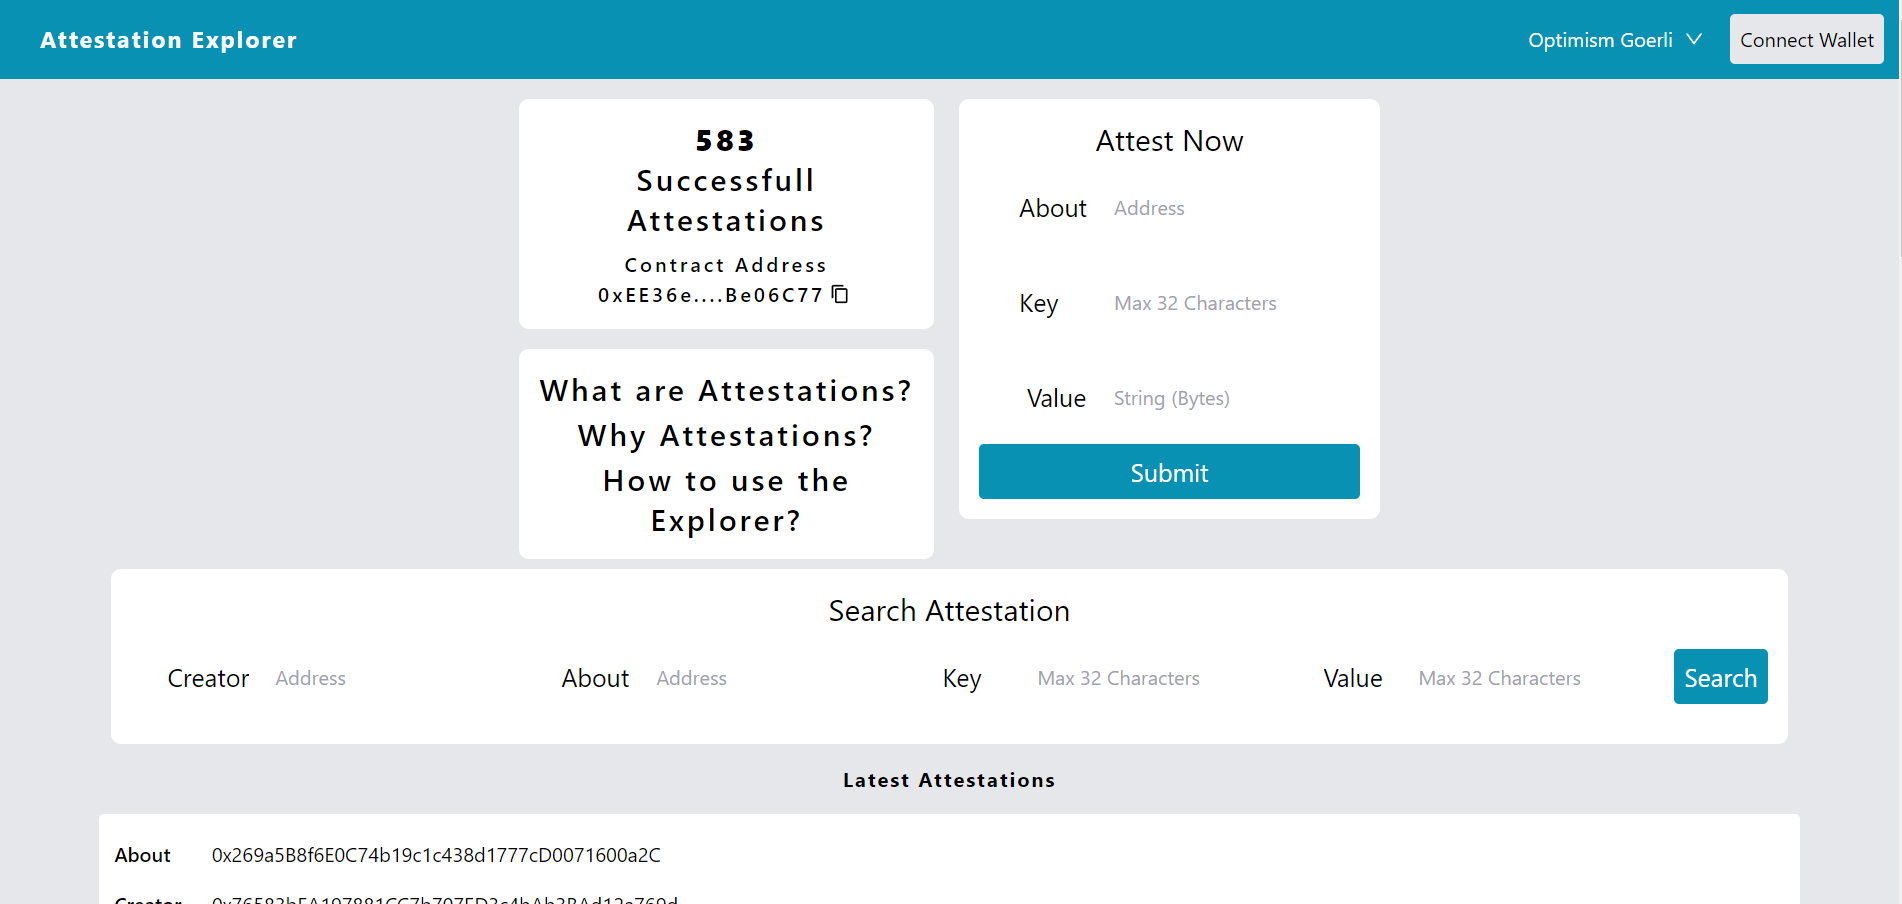 Attestation Explorer
Optimism Goerli
Connect Wallet
583
Successfull
Attestations
Contract Address
0xEE36e....Be06C77
What are Attestations?
Why Attestations?
How to use the
Explorer?
Attest Now
About Address
Key Max 32 Characters
Value String (Bytes)
Submit
Search Attestation
Creator Address About Address Key Max 32 Characters Value Max 32 Characters Search
Latest Attestations
About 0x269a5B8f6E0C74b19c1c438d1777cD0071600a2C
Creator